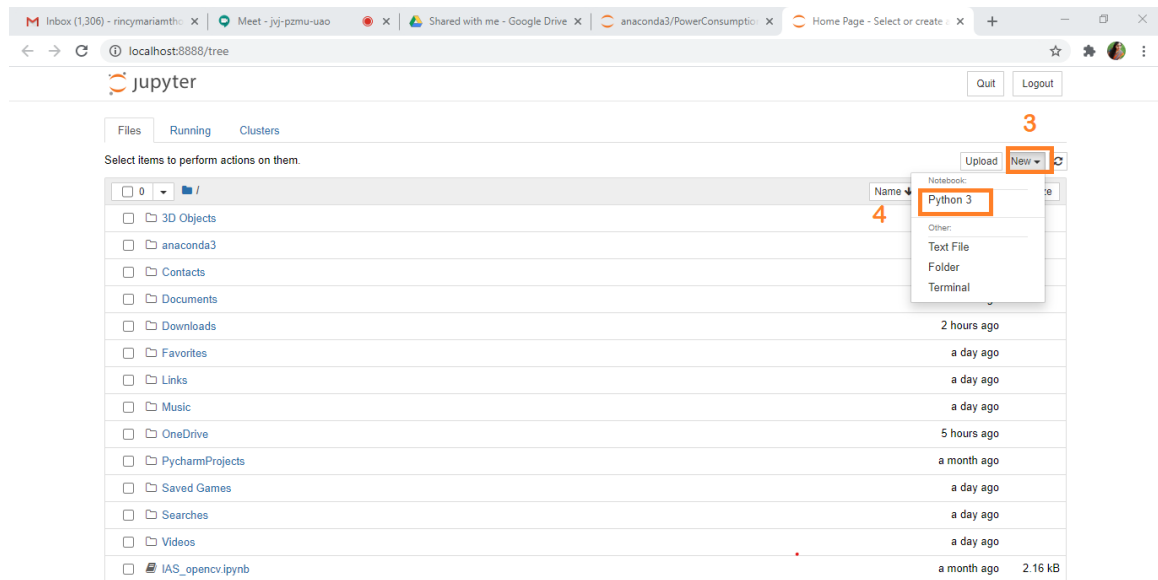 Inbox (1,306) - rincymariamtho
Meet - jvj-pzmu-uao
Shared with me - Google Drive
anaconda3/PowerConsumptio
Home Page - Select or create
localhost:8888/tree
jupyter
Quit
Logout
Files
Running
Clusters
3
Select items to perform actions on them.
Upload
New
0
/
Name
Notebook:
Python 3
4
Other:
Text File
Folder
Terminal
3D Objects
anaconda3
Contacts
Documents
Downloads 2 hours ago
Favorites a day ago
Links a day ago
Music a day ago
OneDrive 5 hours ago
PycharmProjects a month ago
Saved Games a day ago
Searches a day ago
Videos a day ago
IAS_opencv.ipynb a month ago 2.16 kB